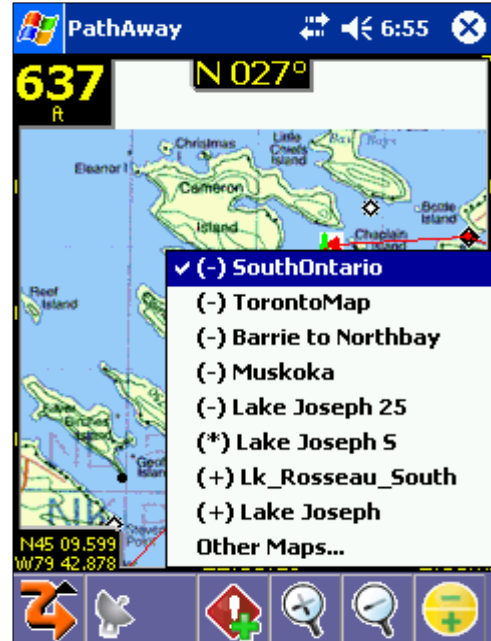 PathAway
6:55
637
ft
N 027°
Christmas
Little
Chiefs
Island
Eleanor I
Cameron
Island
Bottle
Island
Chaplain
Reef
Island
✓ (-) SouthOntario
(-) TorontoMap
(-) Barrie to Northbay
(-) Muskoka
(-) Lake Joseph 25
(*) Lake Joseph S
(+) Lk_Rosseau_South
(+) Lake Joseph
Other Maps...
N45 09.599
W79 42.878